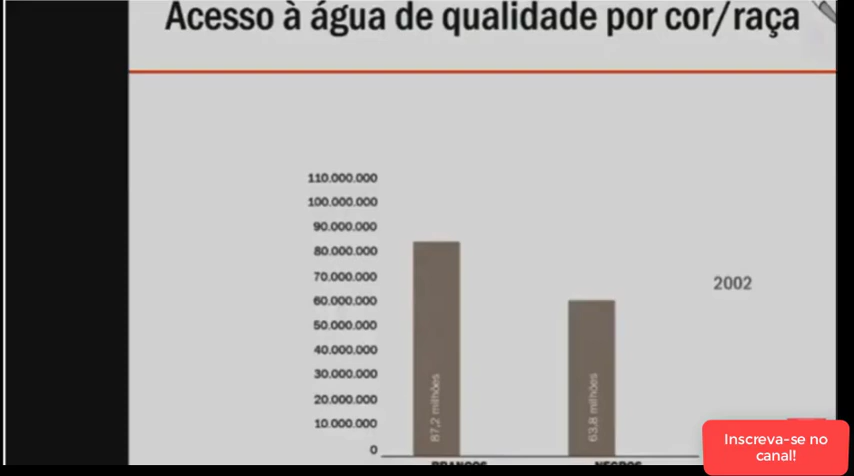 Acesso à água de qualidade por cor/raça
110.000.000
100.000.000
90.000.000
80.000.000
70.000.000
60.000.000
50.000.000
40.000.000
30.000.000
20.000.000
10.000.000
0
87,2 milhões
63,8 milhões
2002
BRANCOS
NEGROS
Inscreva-se no
canal!